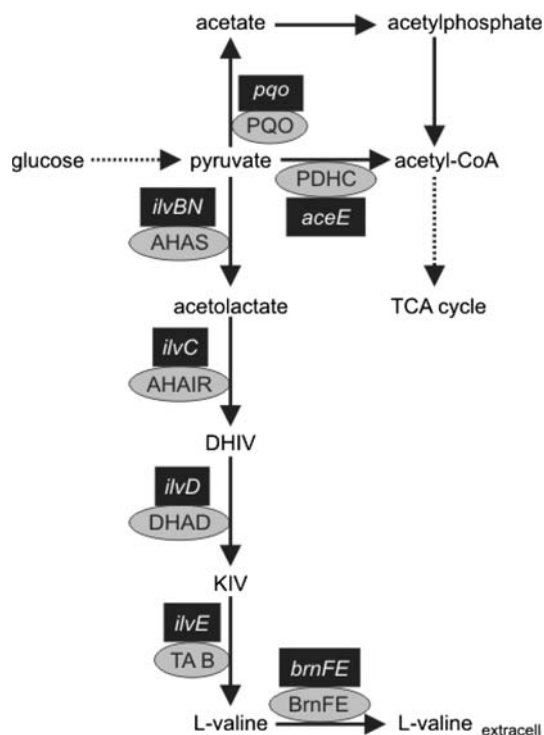 acetate acetylphosphate
pqo
PQO
glucose pyruvate acetyl-CoA
PDHC
ilvBN aceE
AHAS
acetolactate TCA cycle
ilvC
AHAIR
DHIV
ilvD
DHAD
KIV
ilvE
TA B brnFE
BrnFE
L-valine L-valine extracell